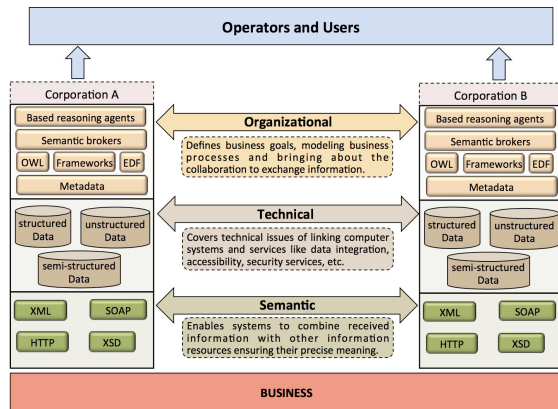 Operators and Users
Corporation A
Based reasoning agents
Semantic brokers
OWL
Frameworks
EDF
Metadata
structured
Data
unstructured
Data
semi-structured
Data
XML
SOAP
HTTP
XSD
Organizational
Defines business goals, modeling business
processes and bringing about the
collaboration to exchange information.
Technical
Covers technical issues of linking computer
systems and services like data integration,
accessibility, security services, etc.
Semantic
Enables systems to combine received
information with other information
resources ensuring their precise meaning.
Corporation B
Based reasoning agents
Semantic brokers
OWL
Frameworks
EDF
Metadata
structured
Data
unstructured
Data
semi-structured
Data
XML
SOAP
HTTP
XSD
BUSINESS